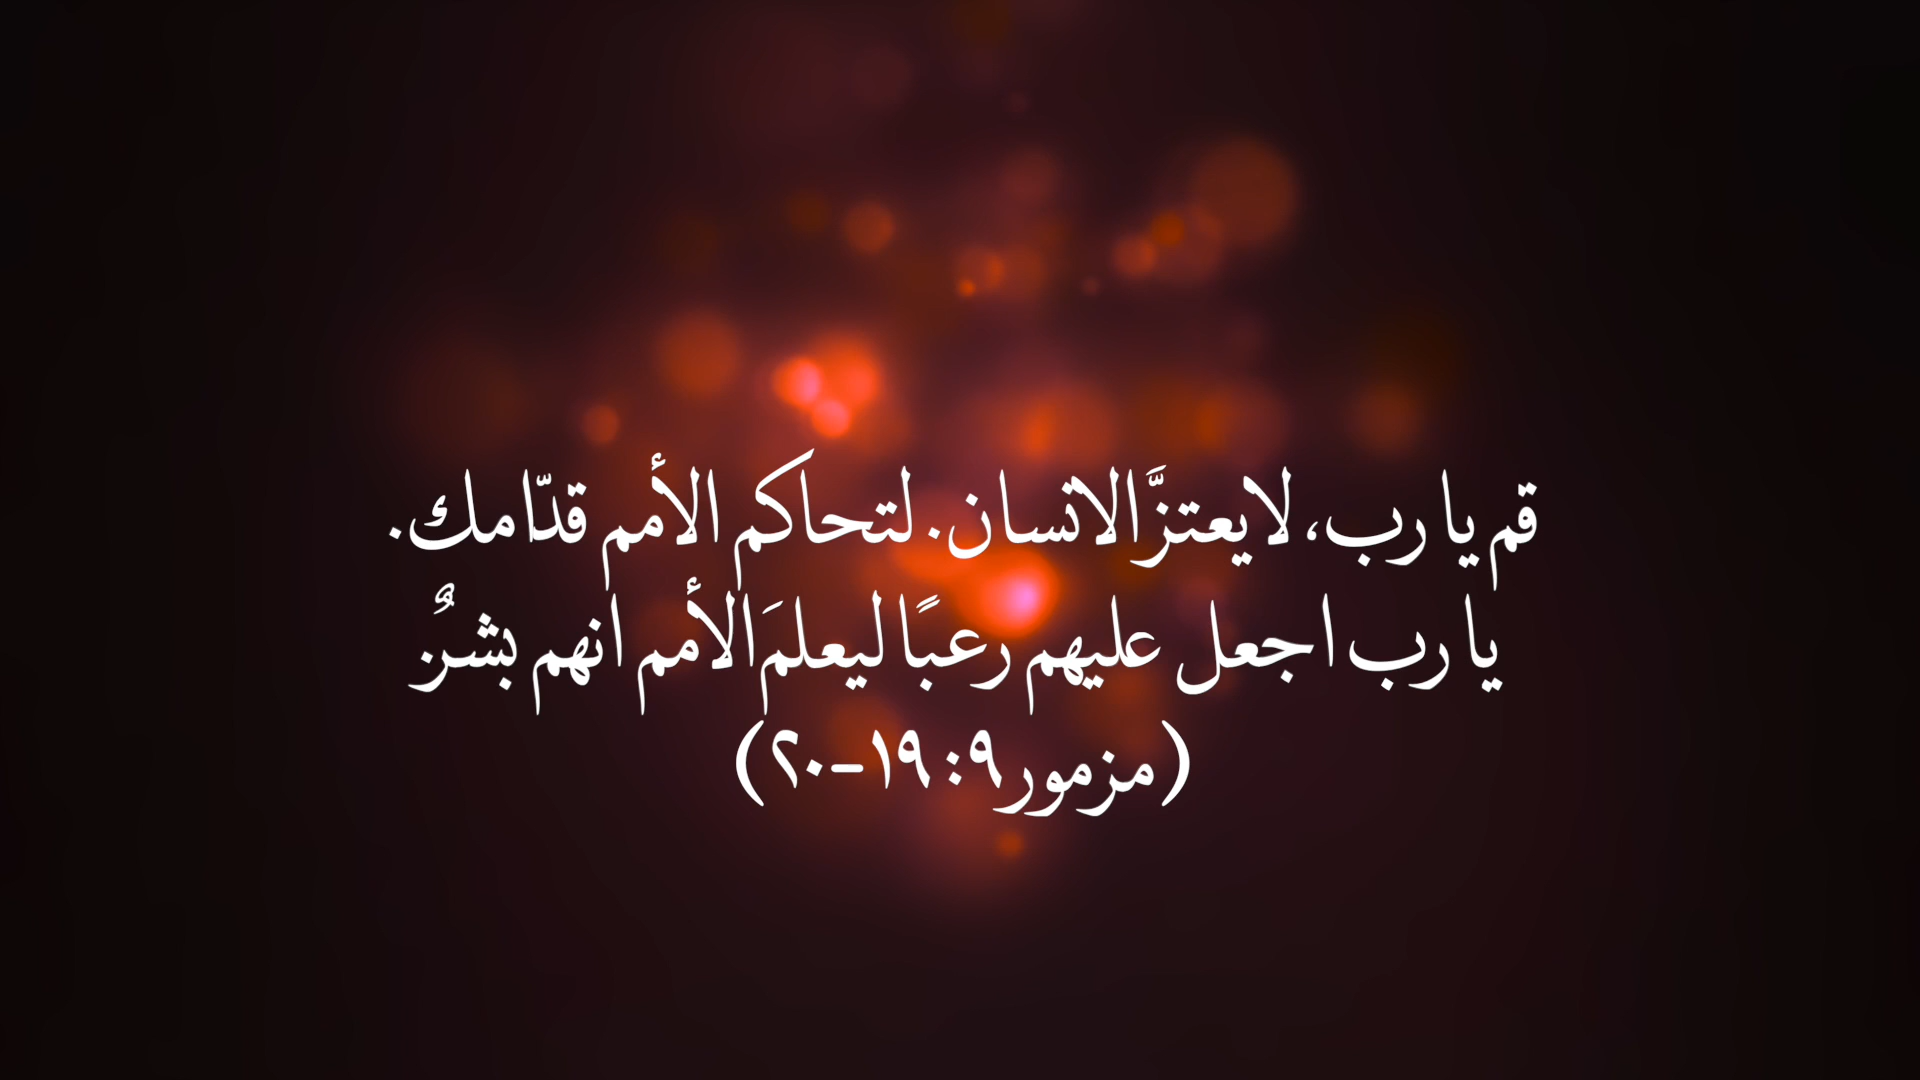 قم يا رب، لا يعتزَّ الانسان. لتحاكم الأمم قدّامك.
يا رب اجعل عليهم رعبًا ليعلمَ الأمم انهم بشرٌ.
(مزمور ٩: ١٩-٢٠)